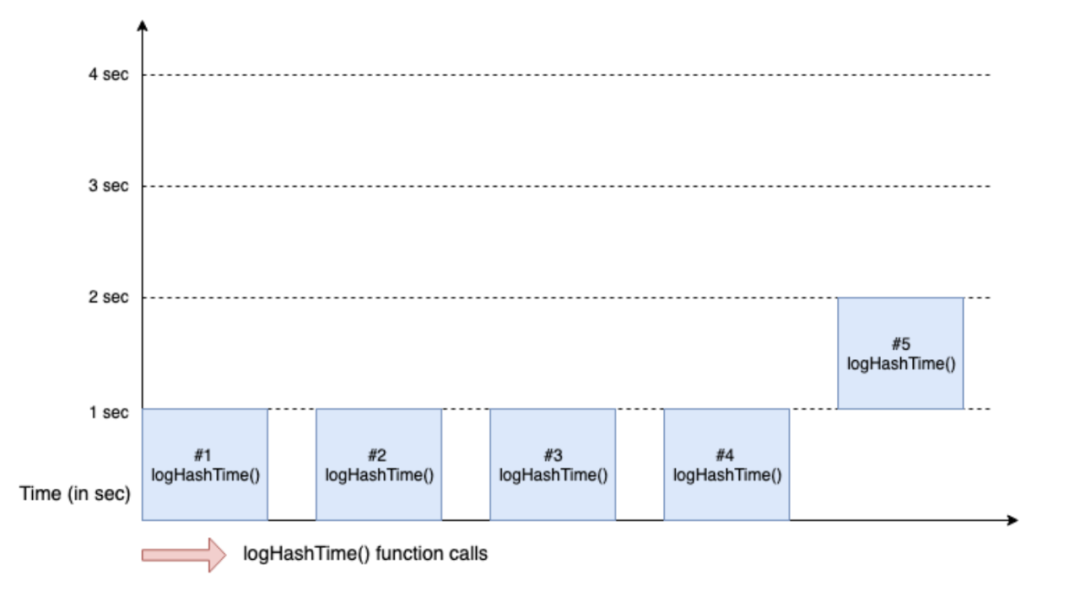 4 sec
3 sec
2 sec
#5
logHashTime()
1 sec
#1
logHashTime()
#2
logHashTime()
#3
logHashTime()
#4
logHashTime()
Time (in sec)
logHashTime() function calls